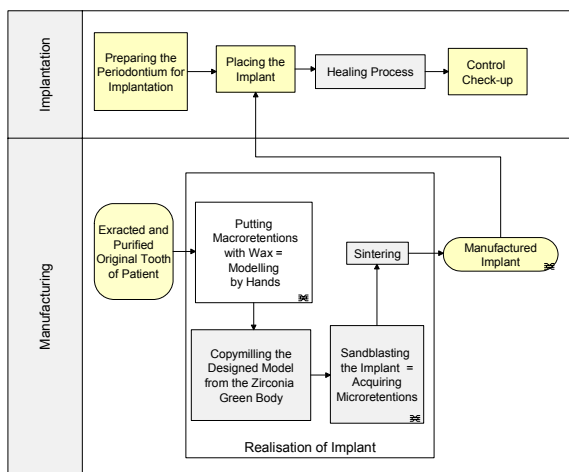 Implantation
Preparing the
Periodontium for
Implantation
Placing the
Implant
Healing Process
Control
Check-up
Manufacturing
Extracted and
Purified
Original Tooth
of Patient
Putting
Macroretentions
with Wax =
Modelling
by Hands
Sintering
Manufactured
Implant
Copymilling the
Designed Model
from the Zirconia
Green Body
Sandblasting
the Implant =
Acquiring
Microretentions
Realisation of Implant